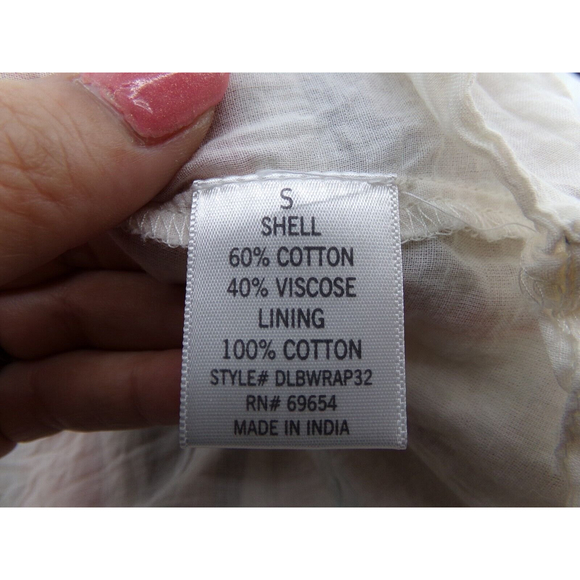 S
SHELL
60% COTTON
40% VISCOSE
LINING
100% COTTON
STYLE# DLBWRAP32
RN# 69654
MADE IN INDIA